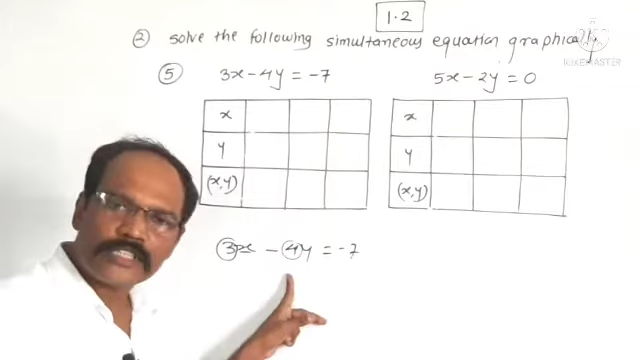 1.2
② solve the following simultaneous equation graphically
⑤ 3x - 4y = -7 5x - 2y = 0
x x
y y
(x,y) (x,y)
3x - 4y = -7